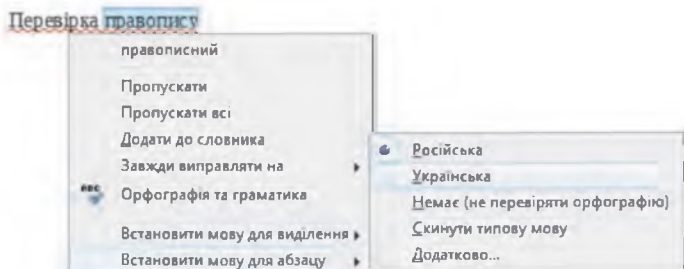 Перевірка правопису
правописний
Пропускати
Пропускати всі
Додати до словника
Завжди виправляти на
ABC Орфографія та граматика
Встановити мову для виділення
Встановити мову для абзацу
Російська
Українська
Немає (не перевіряти орфографію)
Скинути типову мову
Додатково...